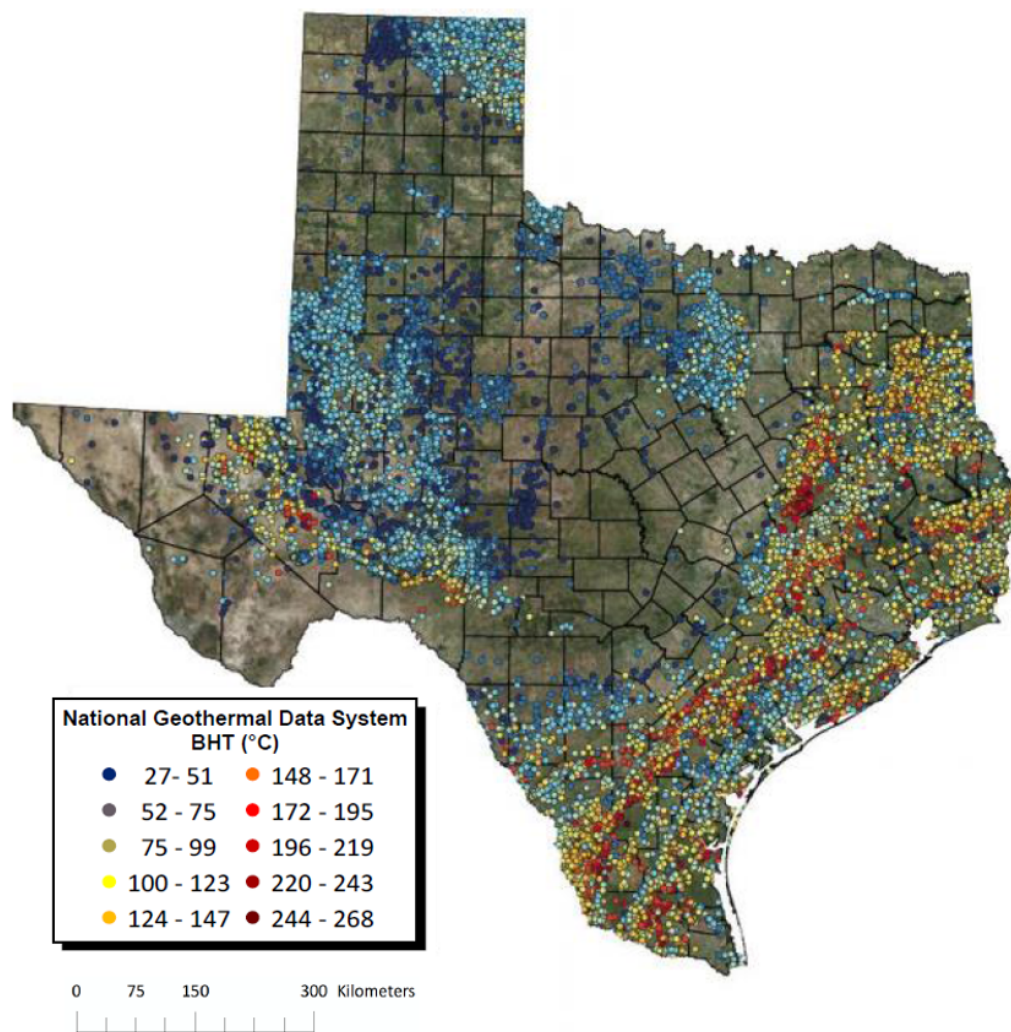 National Geothermal Data System
BHT (°C)
27- 51
148 - 171
52 - 75
172 - 195
75 - 99
196 - 219
100 - 123
220 - 243
124 - 147
244 - 268
0 75 150 300 Kilometers